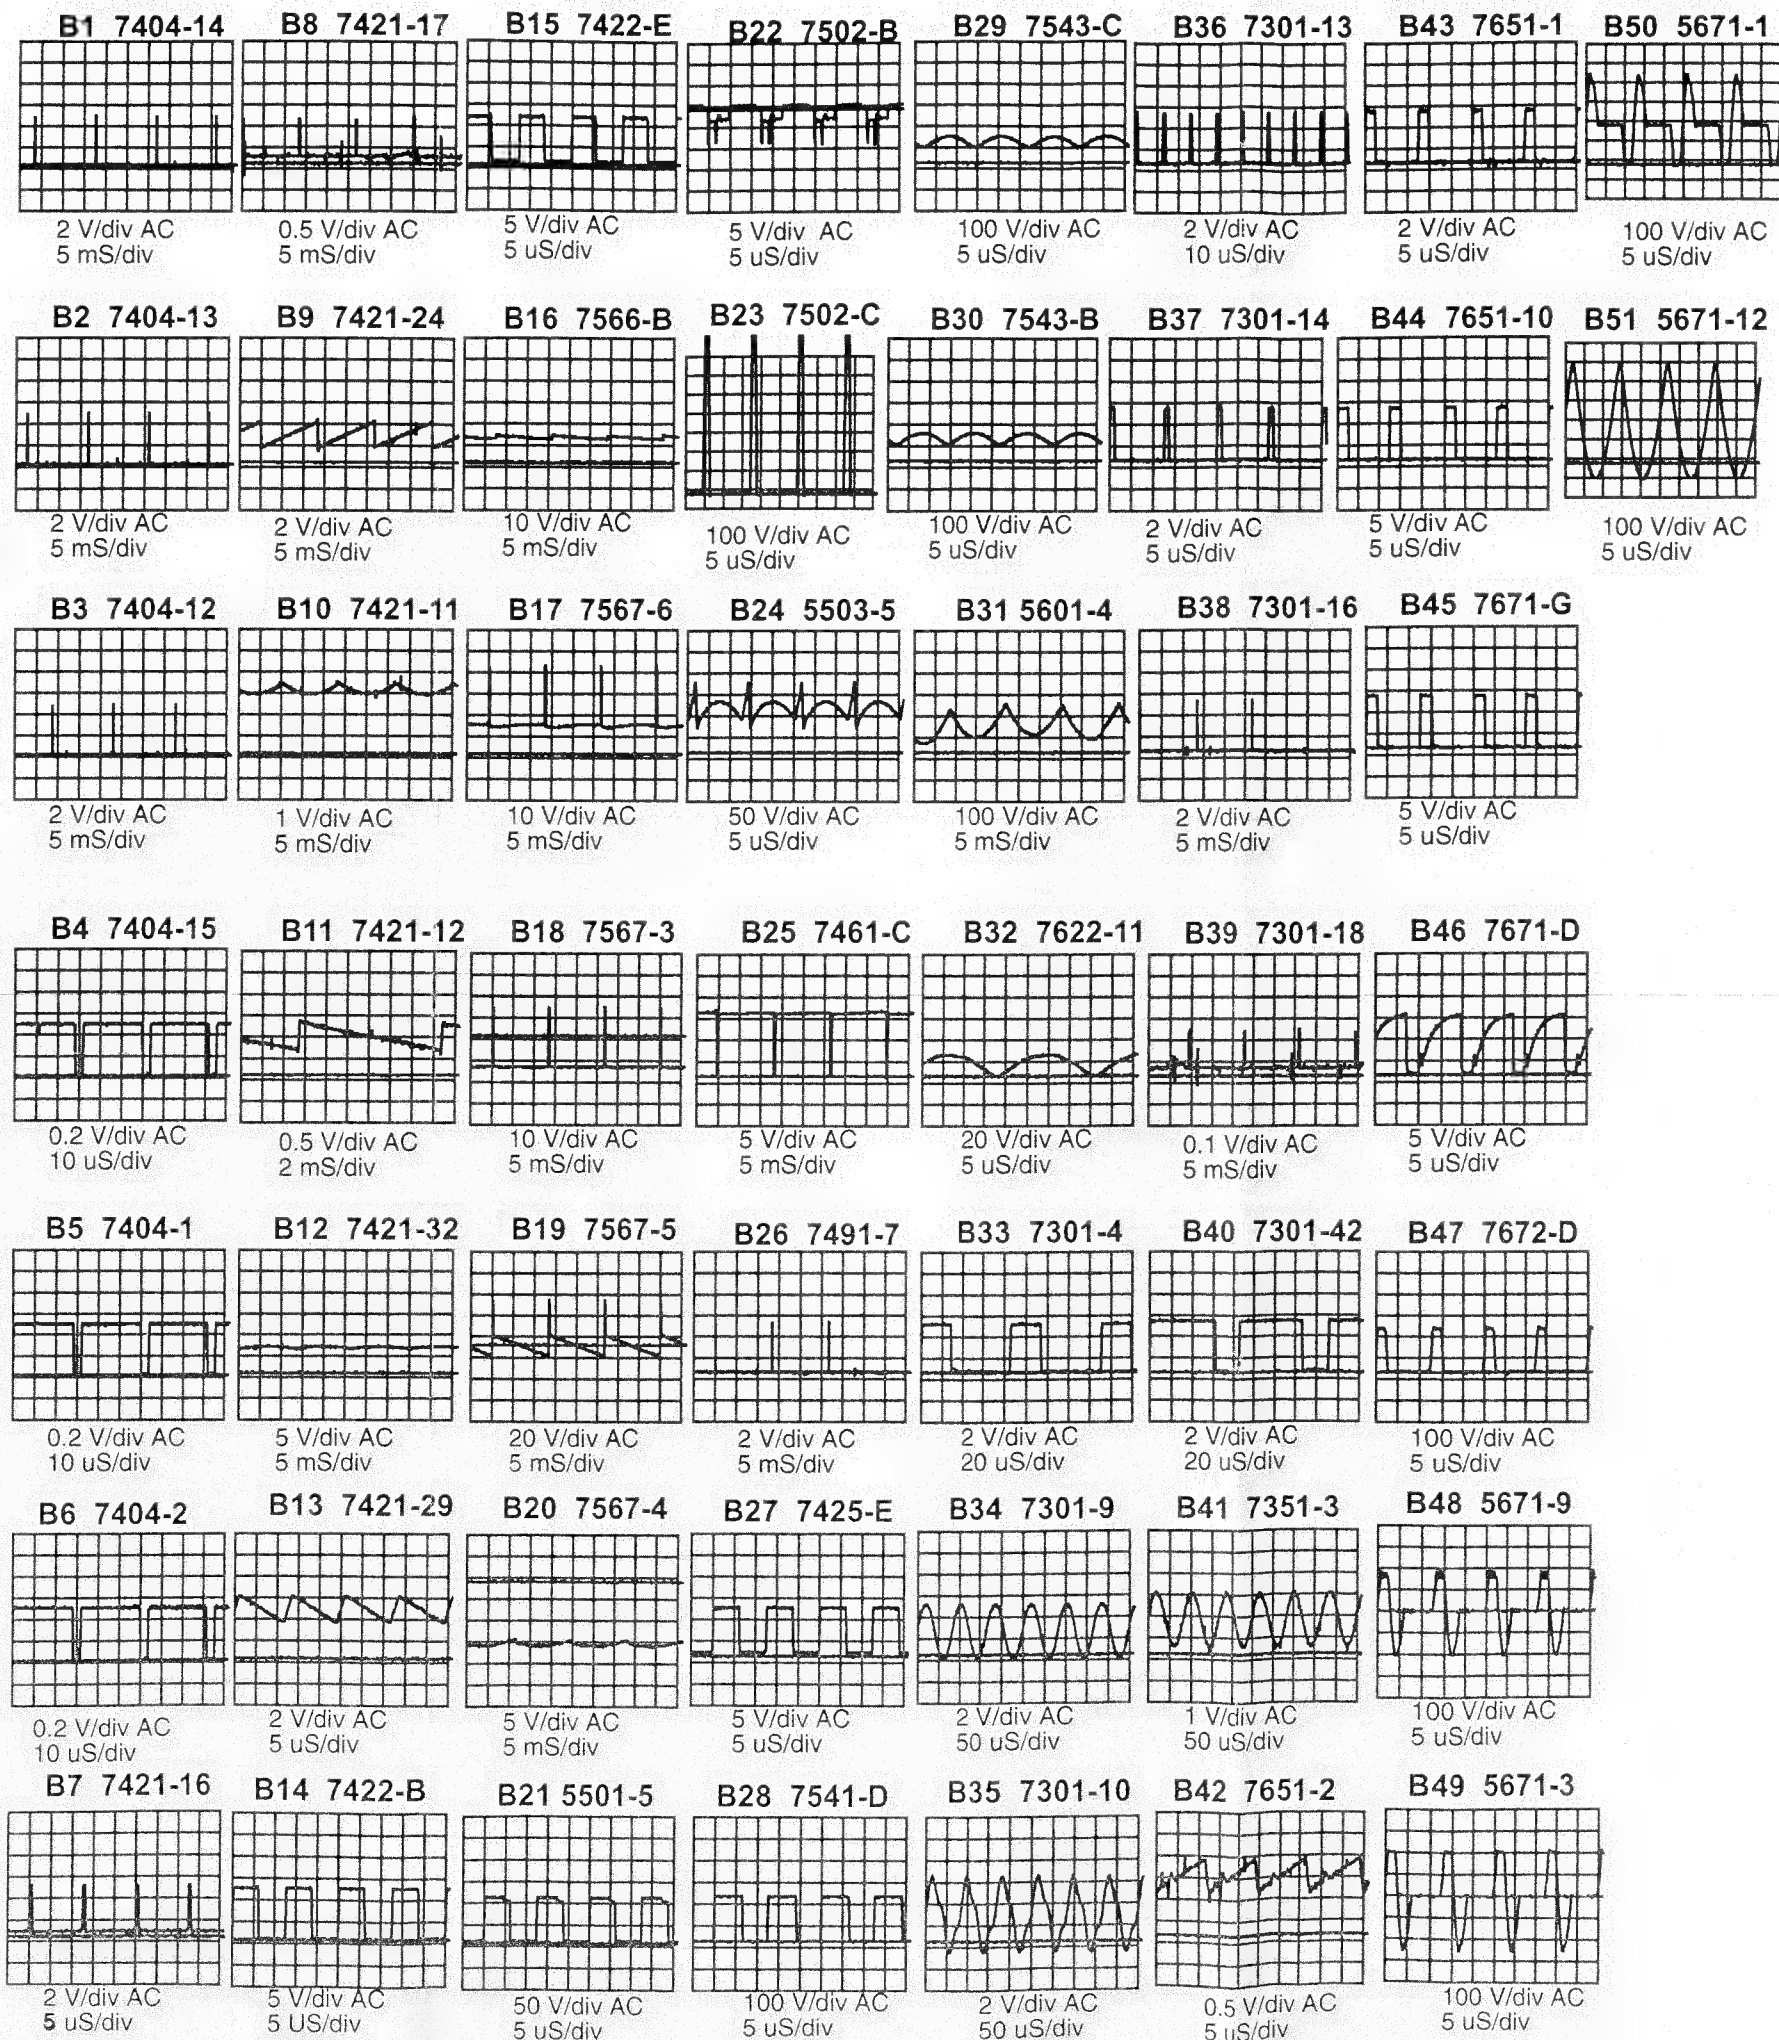 B1 7404-14
B8 7421-17
B15 7422-E
B22 7502-B
B29 7543-C
B36 7301-13
B43 7651-1
B50 5671-1
2 V/div AC
5 mS/div
0.5 V/div AC
5 mS/div
5 V/div AC
5 uS/div
5 V/div AC
5 uS/div
100 V/div AC
5 uS/div
2 V/div AC
10 uS/div
2 V/div AC
5 uS/div
100 V/div AC
5 uS/div
B2 7404-13
B9 7421-24
B16 7566-B
B23 7502-C
B30 7543-B
B37 7301-14
B44 7651-10
B51 5671-12
2 V/div AC
5 mS/div
2 V/div AC
5 mS/div
10 V/div AC
5 mS/div
100 V/div AC
5 uS/div
100 V/div AC
5 uS/div
2 V/div AC
5 uS/div
5 V/div AC
5 uS/div
100 V/div AC
5 uS/div
B3 7404-12
B10 7421-11
B17 7567-6
B24 5503-5
B31 5601-4
B38 7301-16
B45 7671-G
2 V/div AC
5 mS/div
1 V/div AC
5 mS/div
10 V/div AC
5 mS/div
50 V/div AC
5 uS/div
100 V/div AC
5 mS/div
2 V/div AC
5 mS/div
5 V/div AC
5 uS/div
B4 7404-15
B11 7421-12
B18 7567-3
B25 7461-C
B32 7622-11
B39 7301-18
B46 7671-D
0.2 V/div AC
10 uS/div
0.5 V/div AC
2 mS/div
10 V/div AC
5 mS/div
5 V/div AC
5 mS/div
20 V/div AC
5 uS/div
0.1 V/div AC
5 mS/div
5 V/div AC
5 uS/div
B5 7404-1
B12 7421-32
B19 7567-5
B26 7491-7
B33 7301-4
B40 7301-42
B47 7672-D
0.2 V/div AC
10 uS/div
5 V/div AC
5 mS/div
20 V/div AC
5 mS/div
2 V/div AC
5 mS/div
2 V/div AC
20 uS/div
2 V/div AC
20 uS/div
100 V/div AC
5 uS/div
B6 7404-2
B13 7421-29
B20 7567-4
B27 7425-E
B34 7301-9
B41 7351-3
B48 5671-9
0.2 V/div AC
10 uS/div
2 V/div AC
5 uS/div
5 V/div AC
5 mS/div
5 V/div AC
5 uS/div
2 V/div AC
50 uS/div
1 V/div AC
50 uS/div
100 V/div AC
5 uS/div
B7 7421-16
B14 7422-B
B21 5501-5
B28 7541-D
B35 7301-10
B42 7651-2
B49 5671-3
2 V/div AC
5 uS/div
5 V/div AC
5 US/div
50 V/div AC
5 uS/div
100 V/div AC
5 uS/div
2 V/div AC
50 uS/div
0.5 V/div AC
5 uS/div
100 V/div AC
5 uS/div